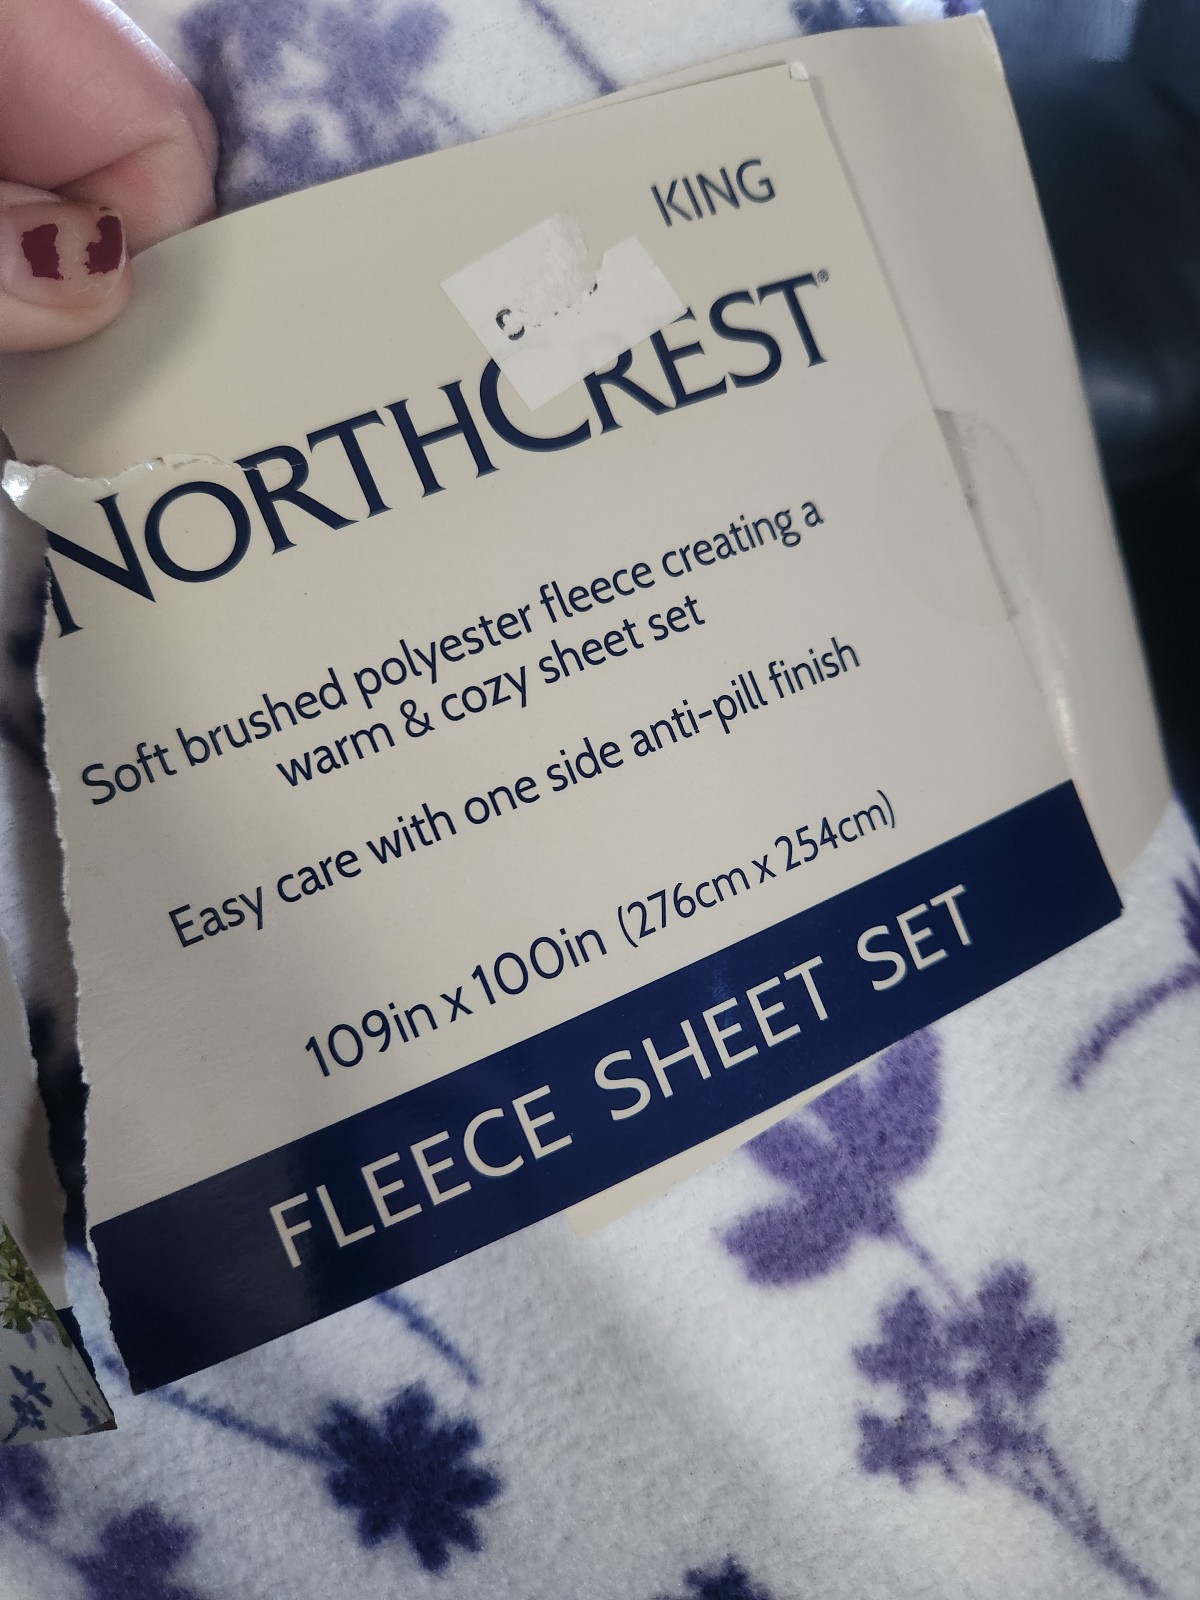 KING
NORTHCREST®
Soft brushed polyester fleece creating a
warm & cozy sheet set
Easy care with one side anti-pill finish
109in x 100in (276cm x 254cm)
FLEECE SHEET SET